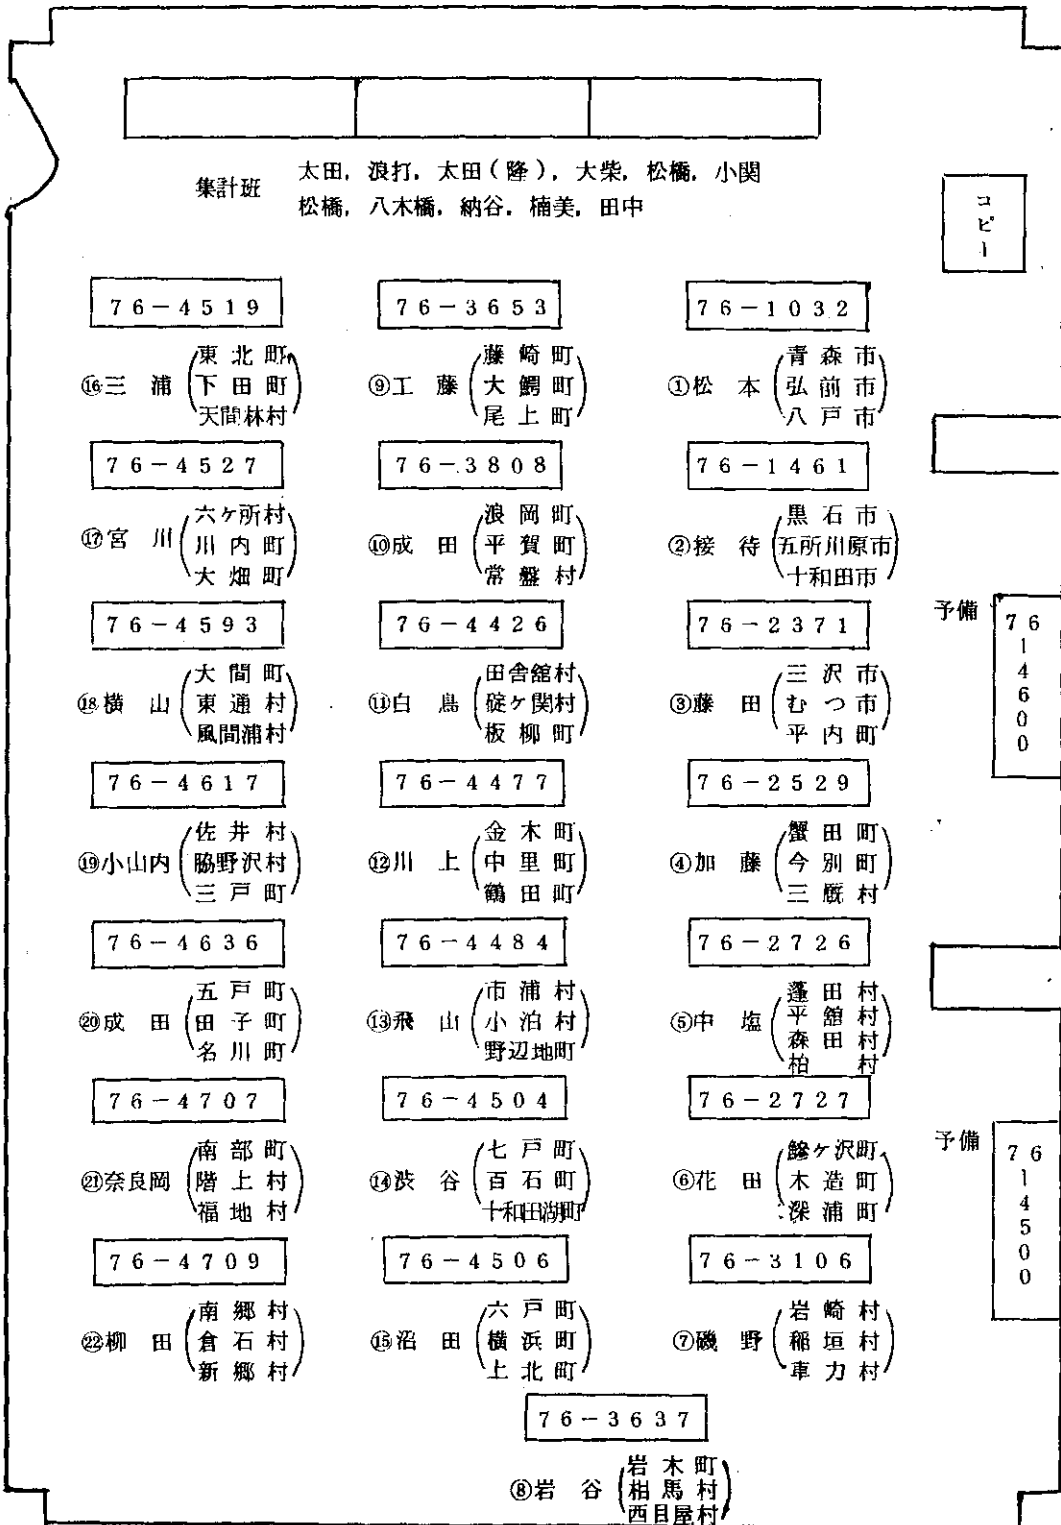 集計班
太田，浪打，太田（隆），大柴，松橋，小関
松橋，八木橋，納谷，楠美，田中
コピー
76－4519
⑯三浦（東北町
下田町
天間林村）
76－3653
⑨工藤（藤崎町
大鰐町
尾上町）
76－1032
①松本（青森市
弘前市
八戸市）
76－4527
⑰宮川（六ケ所村
川内町
大畑町）
76－3808
⑩成田（浪岡町
平賀町
常盤村）
76－1461
②接待（黒石市
五所川原市
十和田市）
76－4593
⑱横山（大間町
東通村
風間浦村）
76－4426
⑪白鳥（田舎館村
碇ケ関村
板柳町）
76－2371
③藤田（三沢市
むつ市
平内町）
予備
7614600
76－4617
⑲小山内（佐井村
脇野沢村
三戸町）
76－4477
⑫川上（金木町
中里町
鶴田町）
76－2529
④加藤（蟹田町
今別町
三厩村）
76－4636
⑳成田（五戸町
田子町
名川町）
76－4484
⑬飛山（市浦村
小泊村
野辺地町）
76－2726
⑤中塩（蓬田村
平舘村
森田村
柏村）
76－4707
㉑奈良岡（南部町
階上村
福地村）
76－4504
⑭渋谷（七戸町
百石町
十和田湖町）
76－2727
⑥花田（鰺ケ沢町
木造町
深浦町）
予備
7614500
76－4709
㉒柳田（南郷村
倉石村
新郷村）
76－4506
⑮沼田（六戸町
横浜町
上北町）
76－3106
⑦磯野（岩崎村
稲垣村
車力村）
76－3637
⑧岩谷（岩木町
相馬村
西目屋村）